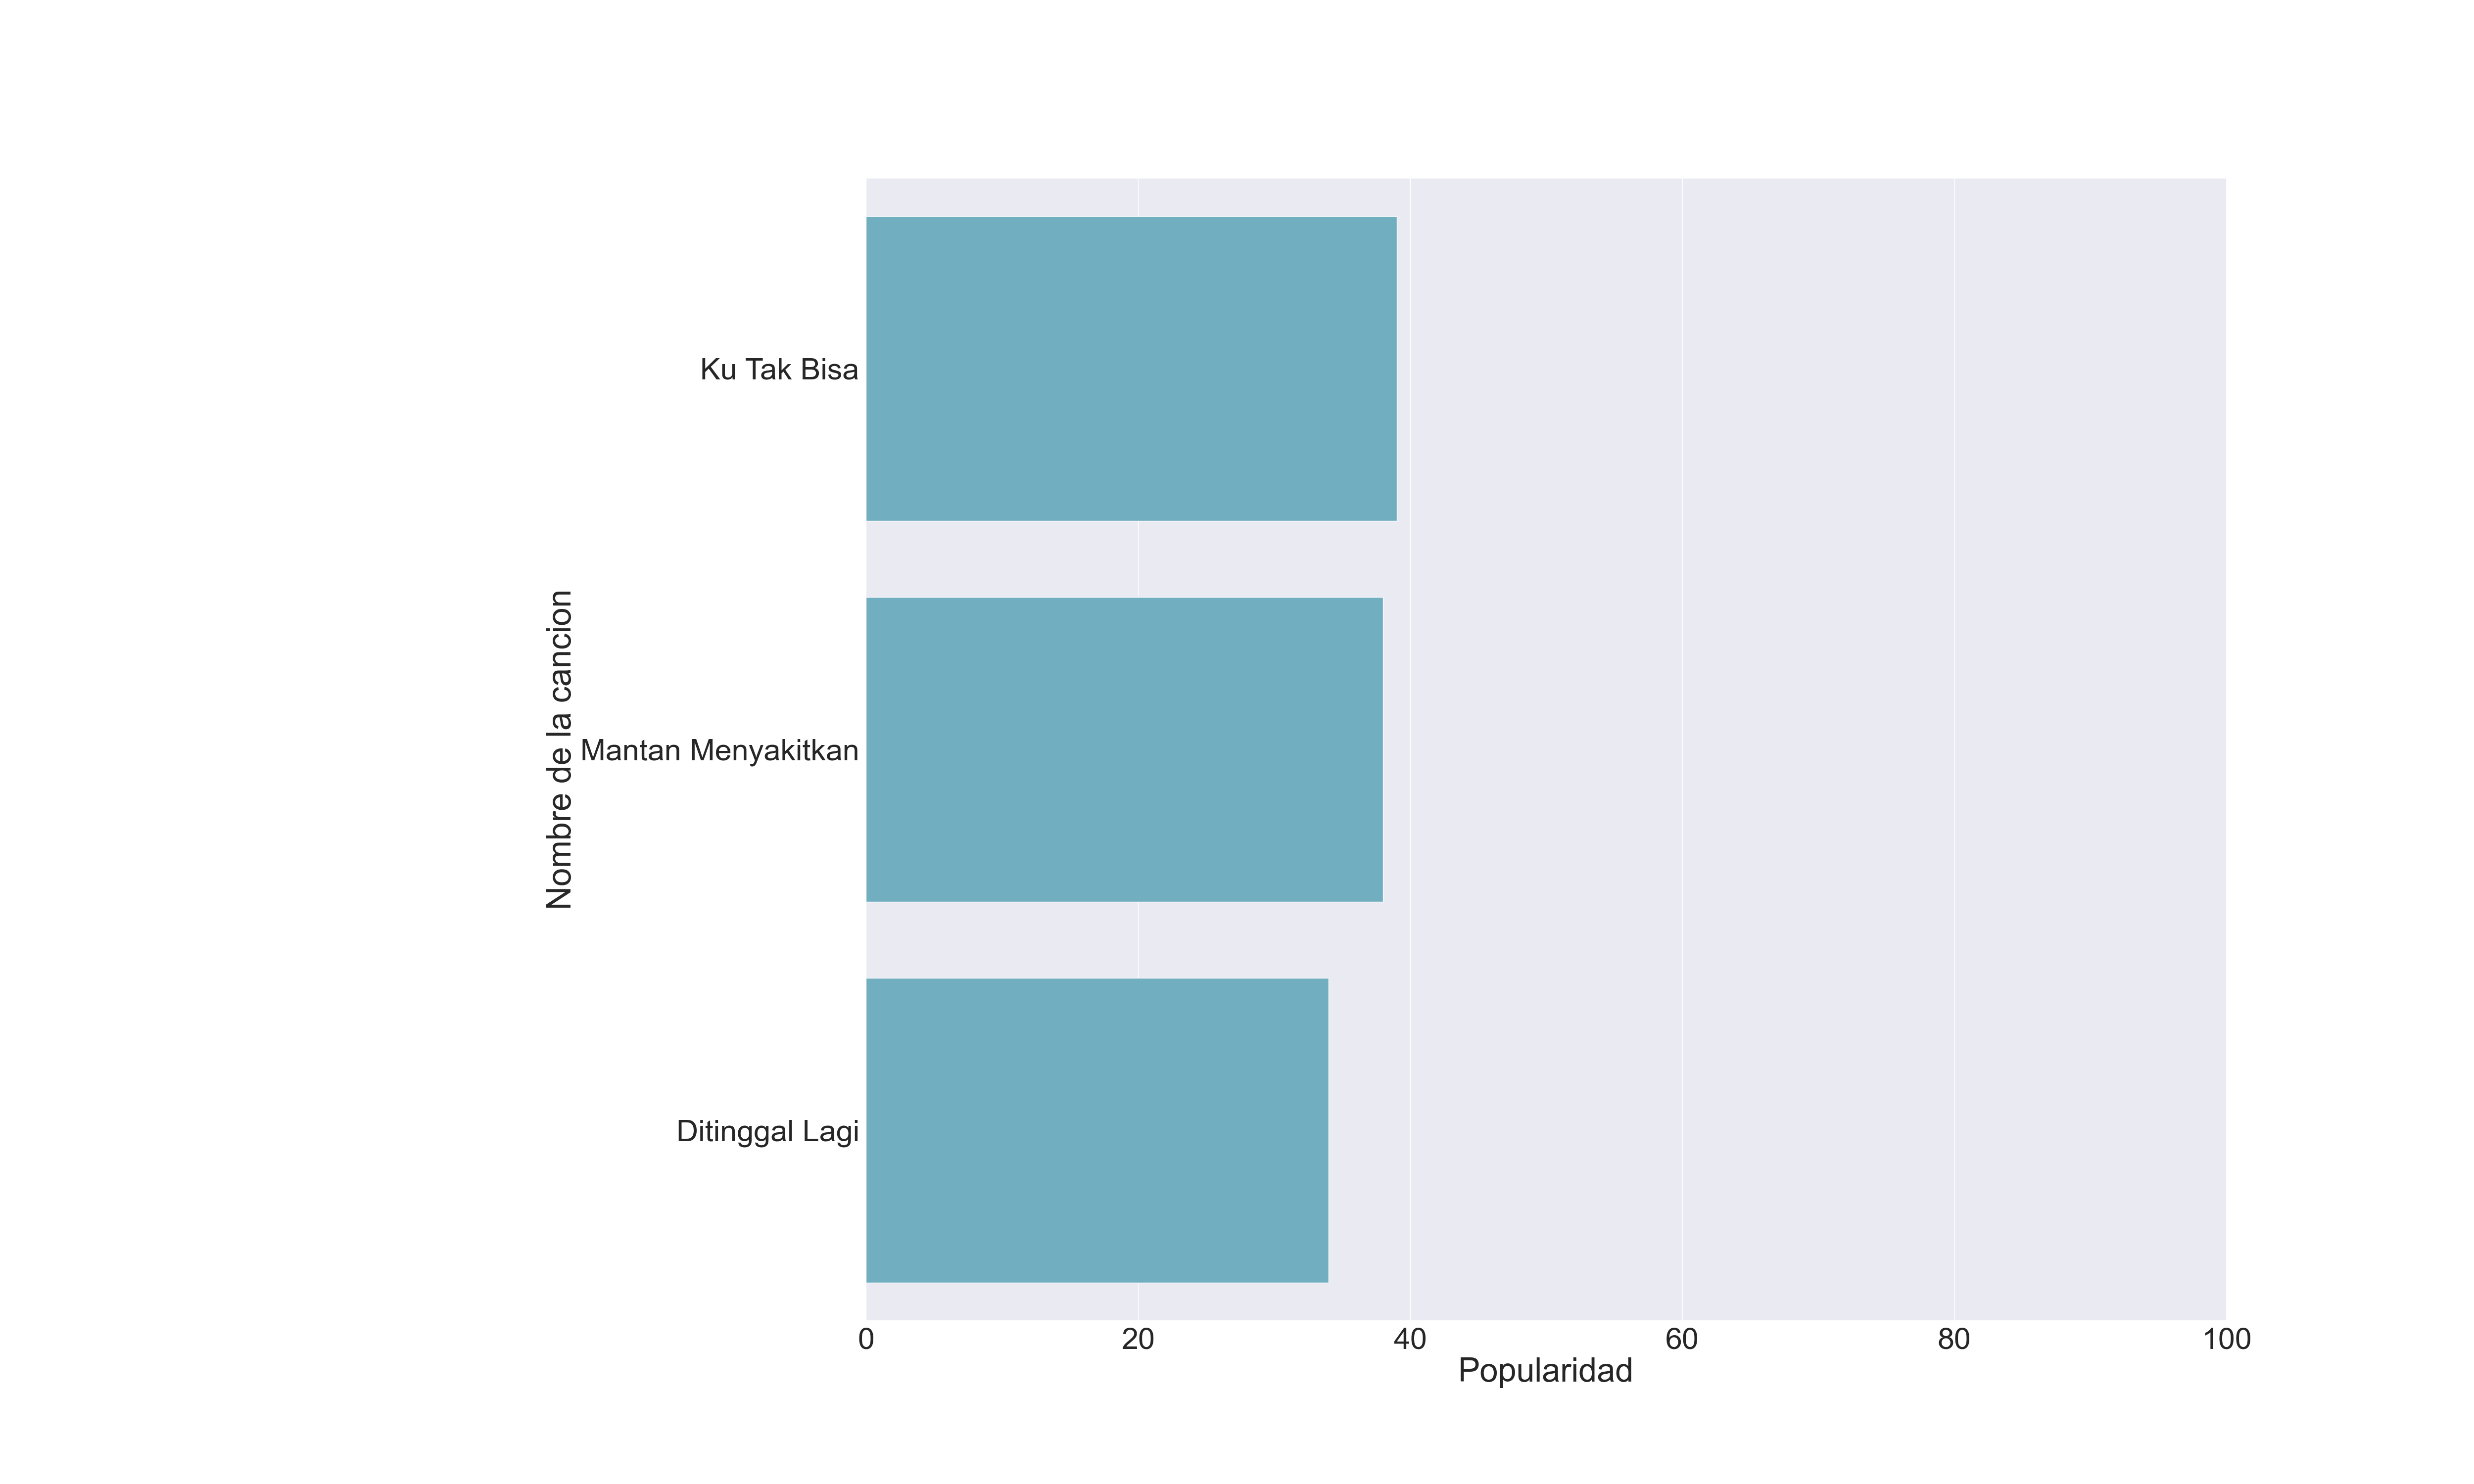 Nombre de la cancion
Ku Tak Bisa
Mantan Menyakitkan
Ditinggal Lagi
0 20 40 60 80 100
Popularidad